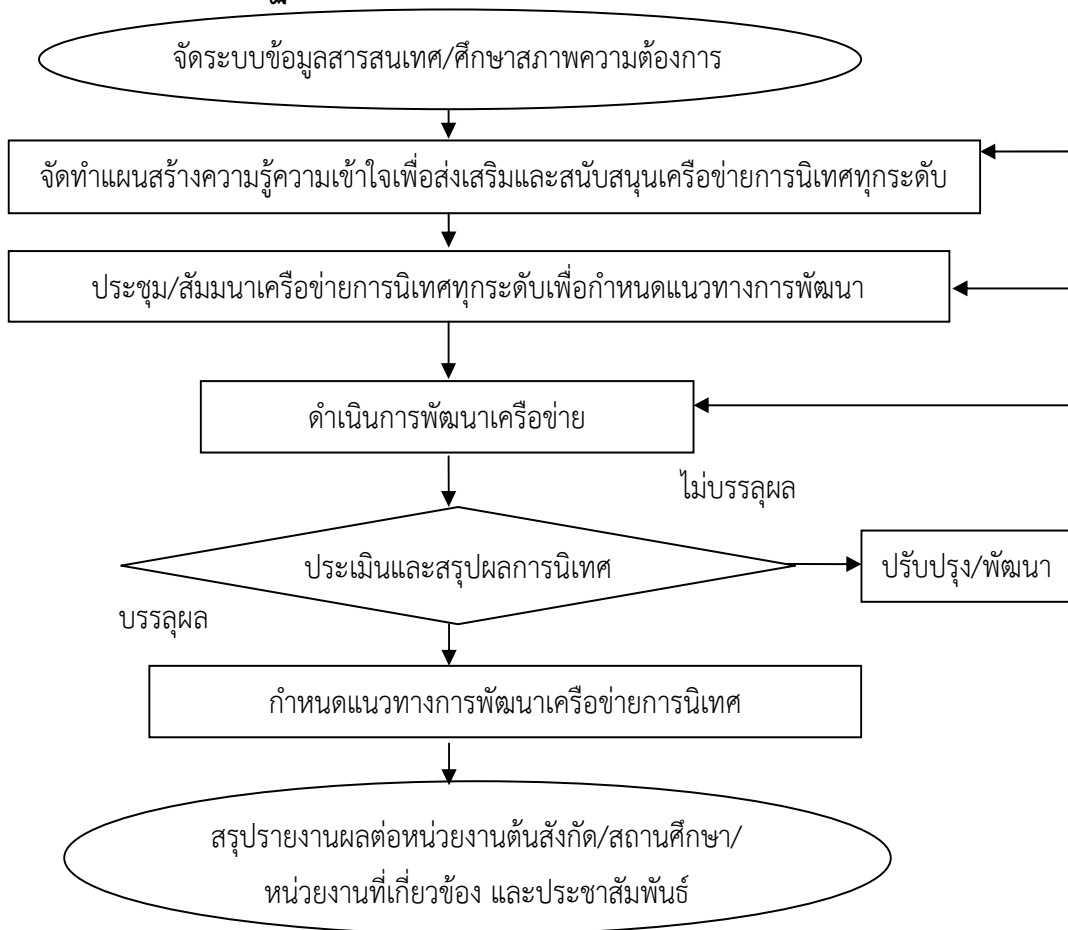 จัดระบบข้อมูลสารสนเทศ/ศึกษาสภาพความต้องการ
จัดทำแผนสร้างความรู้ความเข้าใจเพื่อส่งเสริมและสนับสนุนเครือข่ายการนิเทศทุกระดับ
ประชุม/สัมมนาเครือข่ายการนิเทศทุกระดับเพื่อกำหนดแนวทางการพัฒนา
ดำเนินการพัฒนาเครือข่าย
ไม่บรรลุผล
ประเมินและสรุปผลการนิเทศ
ปรับปรุง/พัฒนา
บรรลุผล
กำหนดแนวทางการพัฒนาเครือข่ายการนิเทศ
สรุปรายงานผลต่อหน่วยงานต้นสังกัด/สถานศึกษา/
หน่วยงานที่เกี่ยวข้อง และประชาสัมพันธ์